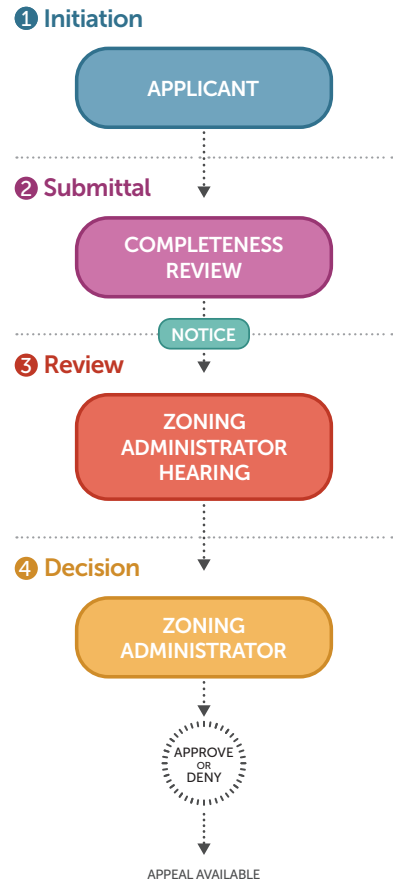 1 Initiation
APPLICANT
2 Submittal
COMPLETENESS
REVIEW
NOTICE
3 Review
ZONING
ADMINISTRATOR
HEARING
4 Decision
ZONING
ADMINISTRATOR
APPROVE
OR
DENY
APPEAL AVAILABLE